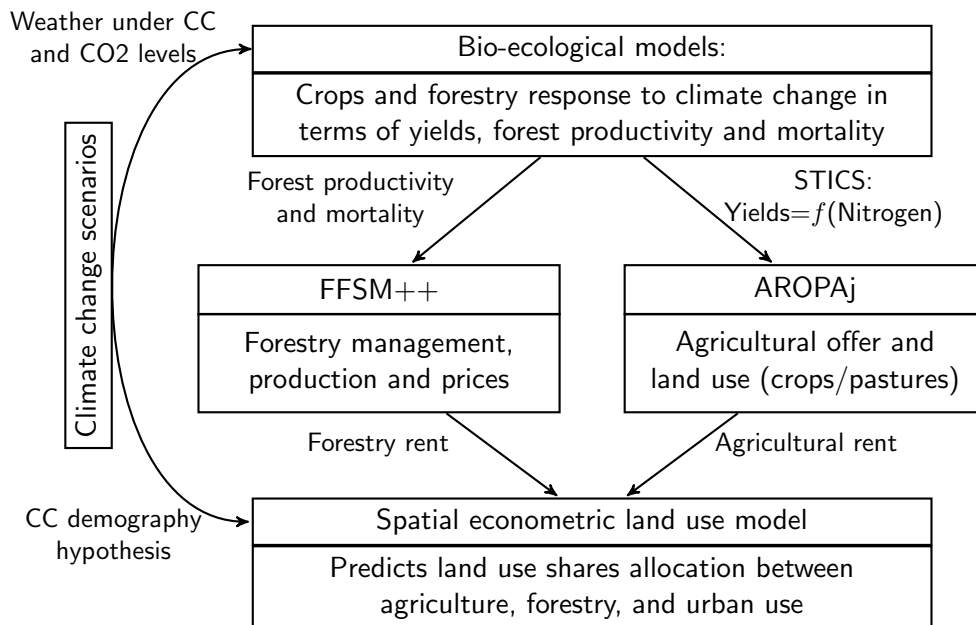 Weather under CC
and CO2 levels
Bio-ecological models:
Crops and forestry response to climate change in
terms of yields, forest productivity and mortality
Climate change scenarios
Forest productivity
and mortality
STICS:
Yields=f(Nitrogen)
FFSM++
Forestry management,
production and prices
AROPAj
Agricultural offer and
land use (crops/pastures)
Forestry rent
Agricultural rent
CC demography
hypothesis
Spatial econometric land use model
Predicts land use shares allocation between
agriculture, forestry, and urban use